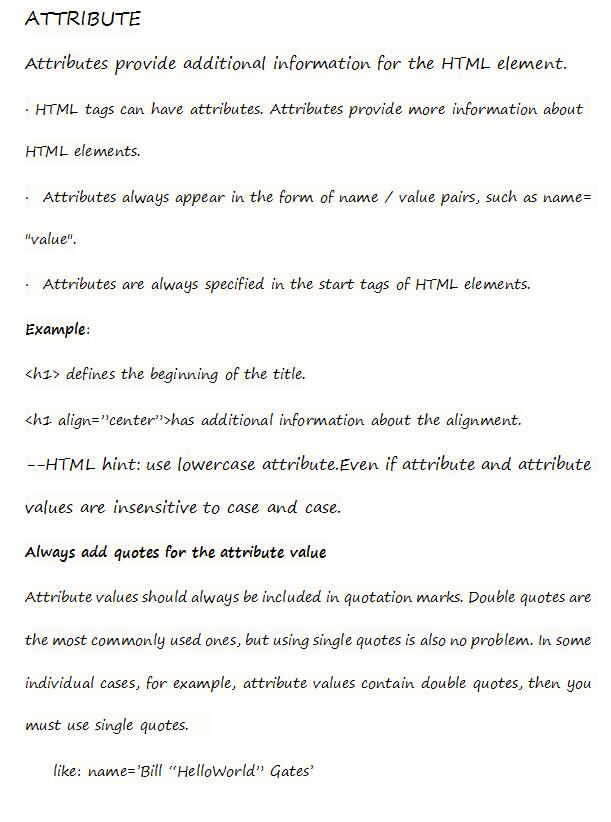 ATTRIBUTE
Attributes provide additional information for the HTML element.
· HTML tags can have attributes. Attributes provide more information about
HTML elements.
· Attributes always appear in the form of name / value pairs, such as name=
"value".
· Attributes are always specified in the start tags of HTML elements.
Example:
<h1> defines the beginning of the title.
<h1 align=”center”>has additional information about the alignment.
--HTML hint: use lowercase attribute.Even if attribute and attribute
values are insensitive to case and case.
Always add quotes for the attribute value
Attribute values should always be included in quotation marks. Double quotes are
the most commonly used ones, but using single quotes is also no problem. In some
individual cases, for example, attribute values contain double quotes, then you
must use single quotes.
like: name=’Bill “HelloWorld” Gates’